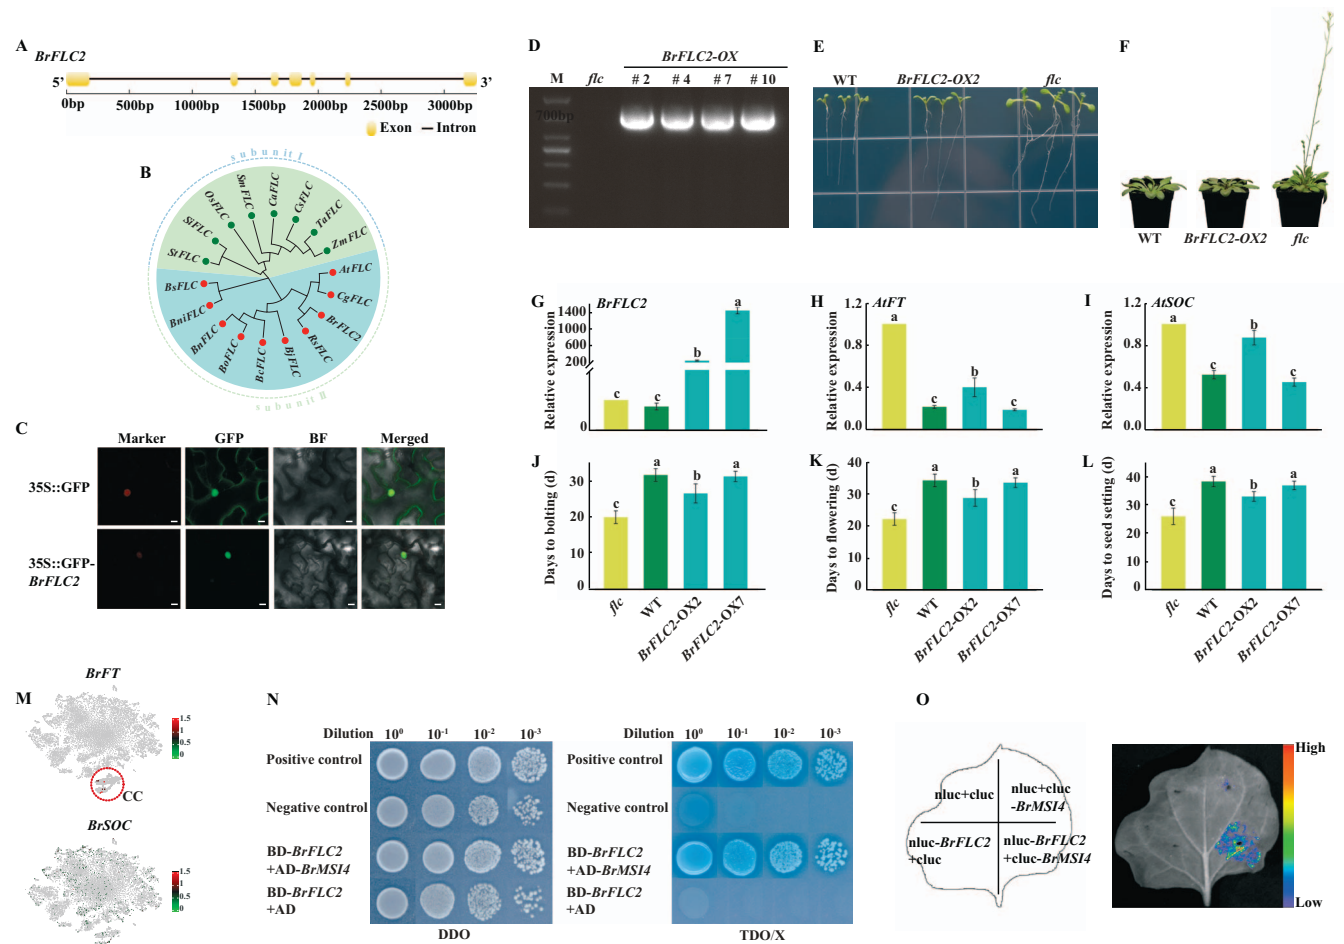 A
BrFLC2
5’
3’
0bp 500bp 1000bp 1500bp 2000bp 2500bp 3000bp
Exon Intron
B
subunit I
StFLC
SlFLC
OsFLC
SmFLC
CaFLC
CsFLC
TaFLC
ZmFLC
AtFLC
CgFLC
BrFLC2
RsFLC
BjFLC
BcFLC
BoFLC
BnFLC
BniFLC
BsFLC
subunit II
C
Marker GFP BF Merged
35S::GFP
35S::GFP-
BrFLC2
D
BrFLC2-OX
M flc # 2 # 4 # 7 # 10
700bp
E
WT BrFLC2-OX2 flc
F
WT BrFLC2-OX2 flc
G
BrFLC2
Relative expression
1400
1000
600
200
0
c c b a
H
AtFT
Relative expression
1.2
0.8
0.4
0.0
a c b c
I
AtSOC
Relative expression
1.2
0.8
0.4
0.0
a c b c
J
Days to bolting (d)
30
20
10
0
c a b a
flc WT BrFLC2-OX2 BrFLC2-OX7
K
Days to flowering (d)
40
30
20
10
0
c a b a
flc WT BrFLC2-OX2 BrFLC2-OX7
L
Days to seed setting (d)
50
40
30
20
10
0
c a b a
flc WT BrFLC2-OX2 BrFLC2-OX7
M
BrFT
1.5
1
0.5
0
CC
BrSOC
1.5
1
0.5
0
N
Dilution 10⁰ 10⁻¹ 10⁻² 10⁻³
Positive control
Negative control
BD-BrFLC2
+AD-BrMSI4
BD-BrFLC2
+AD
DDO
Dilution 10⁰ 10⁻¹ 10⁻² 10⁻³
Positive control
Negative control
BD-BrFLC2
+AD-BrMSI4
BD-BrFLC2
+AD
TDO/X
O
nluc+cluc
nluc+cluc
-BrMSI4
nluc-BrFLC2
+cluc
nluc-BrFLC2
+cluc-BrMSI4
High
Low